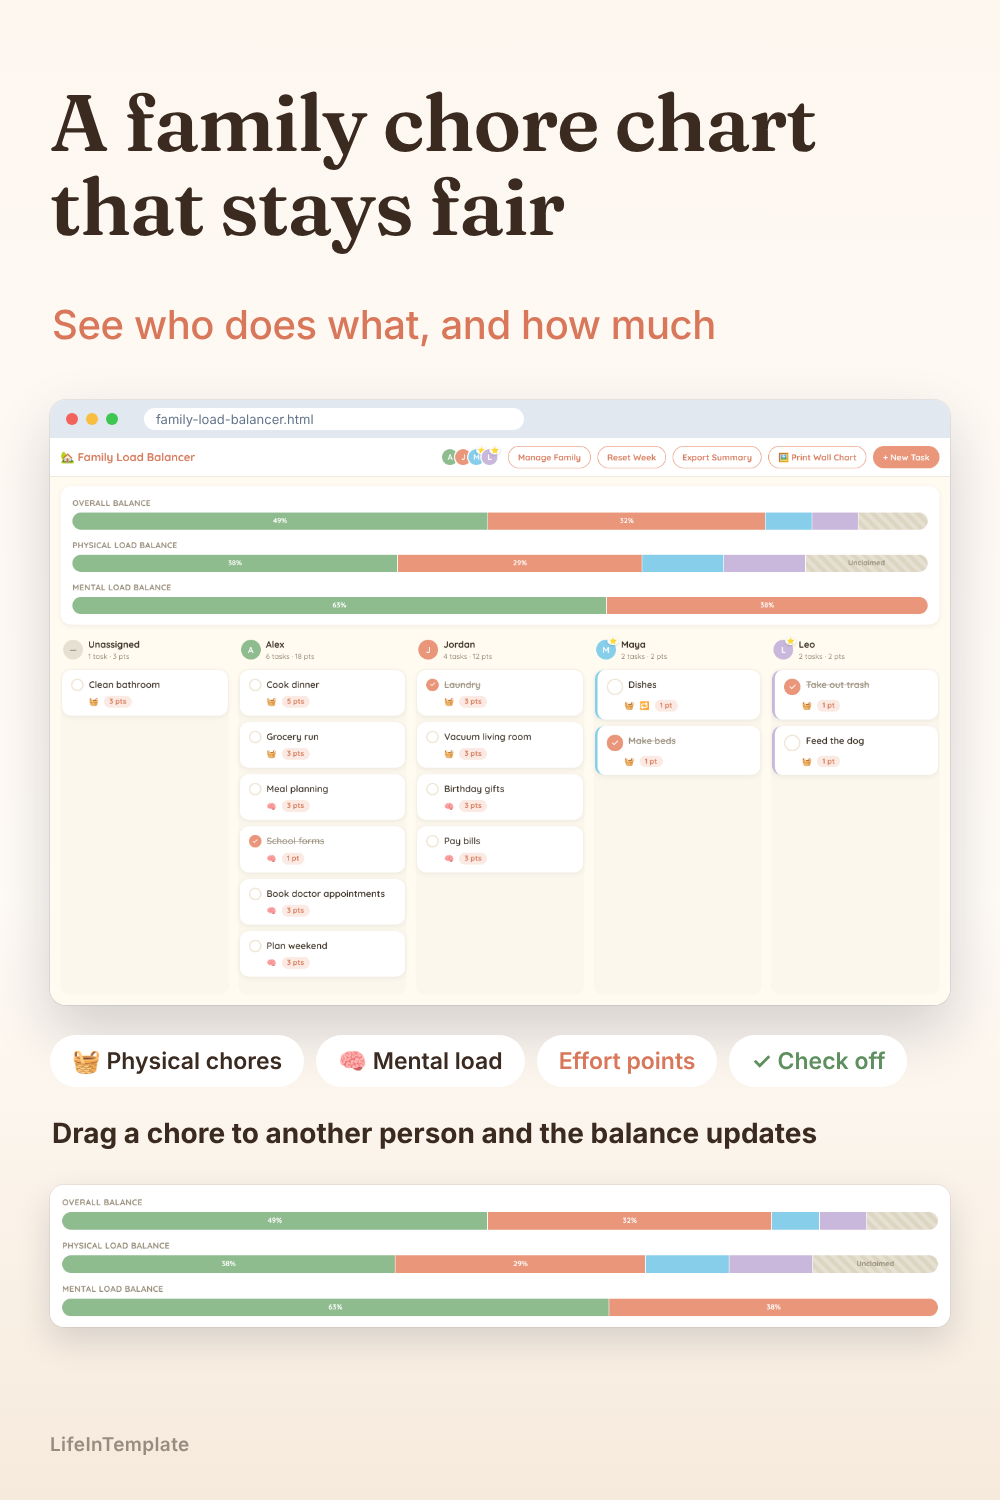 A family chore chart
that stays fair
See who does what, and how much
family-load-balancer.html
🏡 Family Load Balancer
A J M L
Manage Family
Reset Week
Export Summary
🖼️ Print Wall Chart
+ New Task
OVERALL BALANCE
49% 32%
PHYSICAL LOAD BALANCE
38% 29% Unclaimed
MENTAL LOAD BALANCE
63% 38%
Unassigned
1 task · 3 pts
Clean bathroom
3 pts
A Alex
6 tasks · 18 pts
Cook dinner
5 pts
Grocery run
3 pts
Meal planning
3 pts
School forms
1 pt
Book doctor appointments
3 pts
Plan weekend
3 pts
J Jordan
4 tasks · 12 pts
Laundry
3 pts
Vacuum living room
3 pts
Birthday gifts
3 pts
Pay bills
3 pts
M Maya
2 tasks · 2 pts
Dishes
1 pt
Make beds
1 pt
L Leo
2 tasks · 2 pts
Take out trash
1 pt
Feed the dog
1 pt
🧺 Physical chores
🧠 Mental load
Effort points
✓ Check off
Drag a chore to another person and the balance updates
OVERALL BALANCE
49% 32%
PHYSICAL LOAD BALANCE
38% 29% Unclaimed
MENTAL LOAD BALANCE
63% 38%
LifeInTemplate